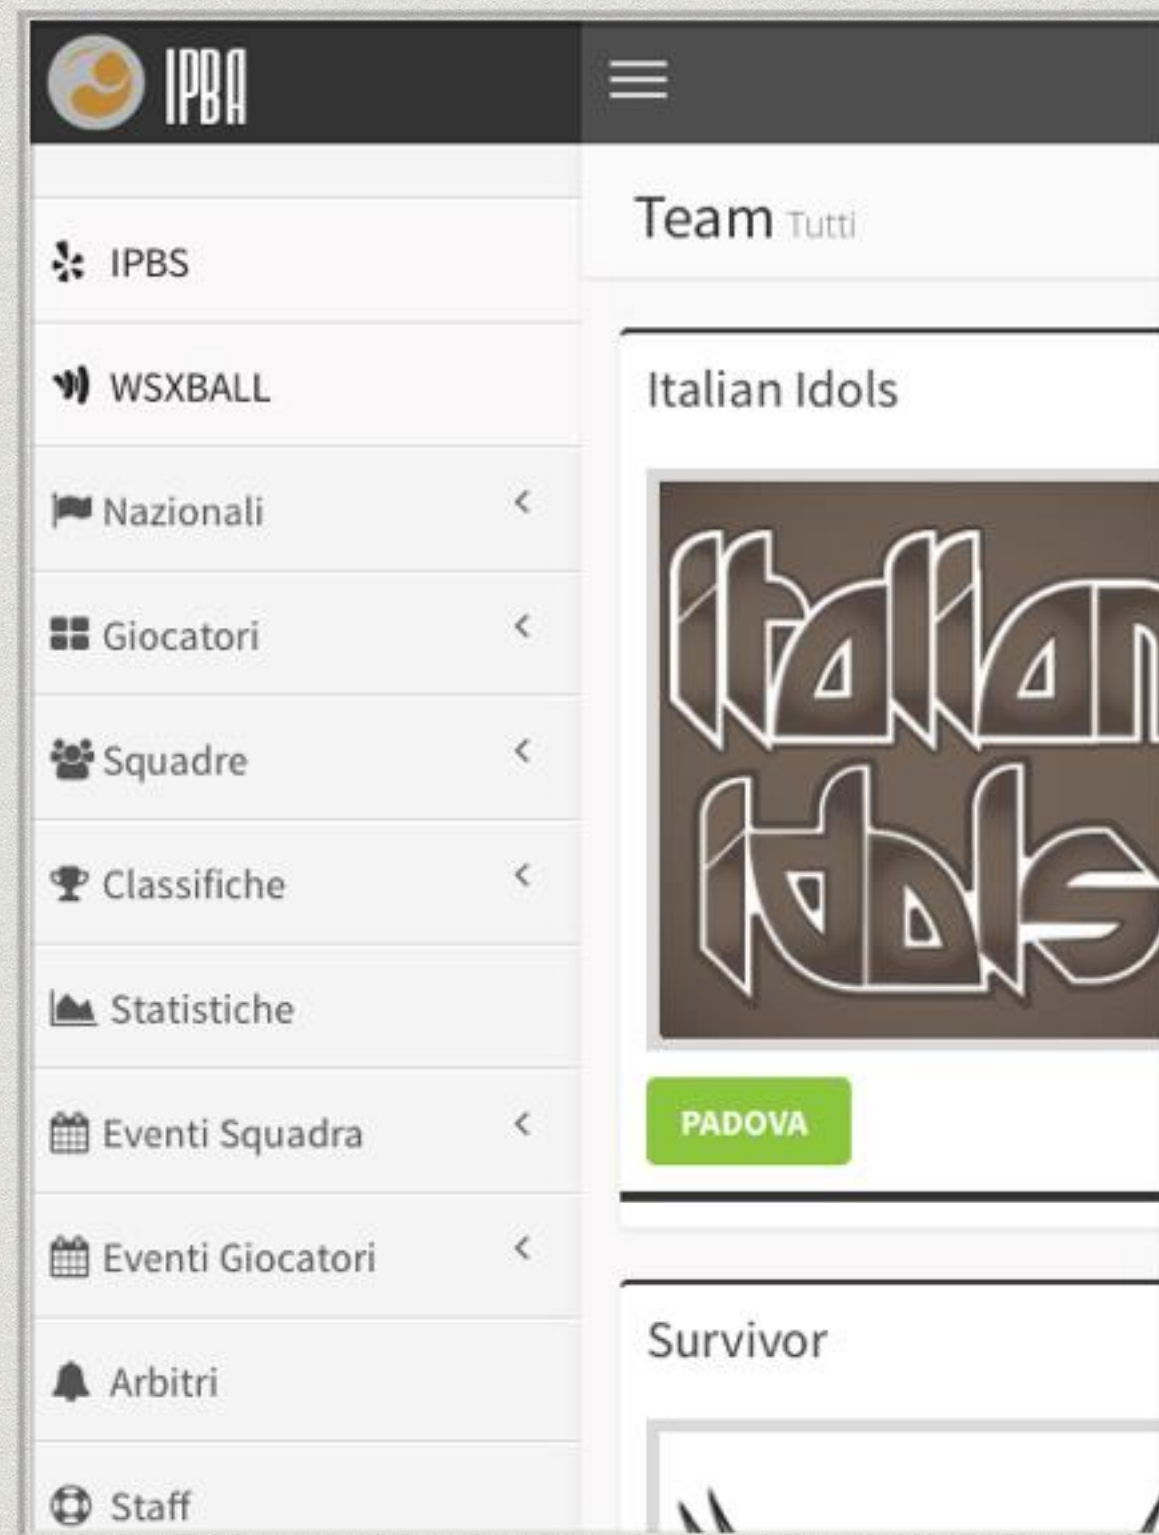 IPBA
IPBS
WSXBALL
Nazionali
Giocatori
Squadre
Classifiche
Statistiche
Eventi Squadra
Eventi Giocatori
Arbitri
Staff
Team Tutti
Italian Idols
italian
idols
PADOVA
Survivor